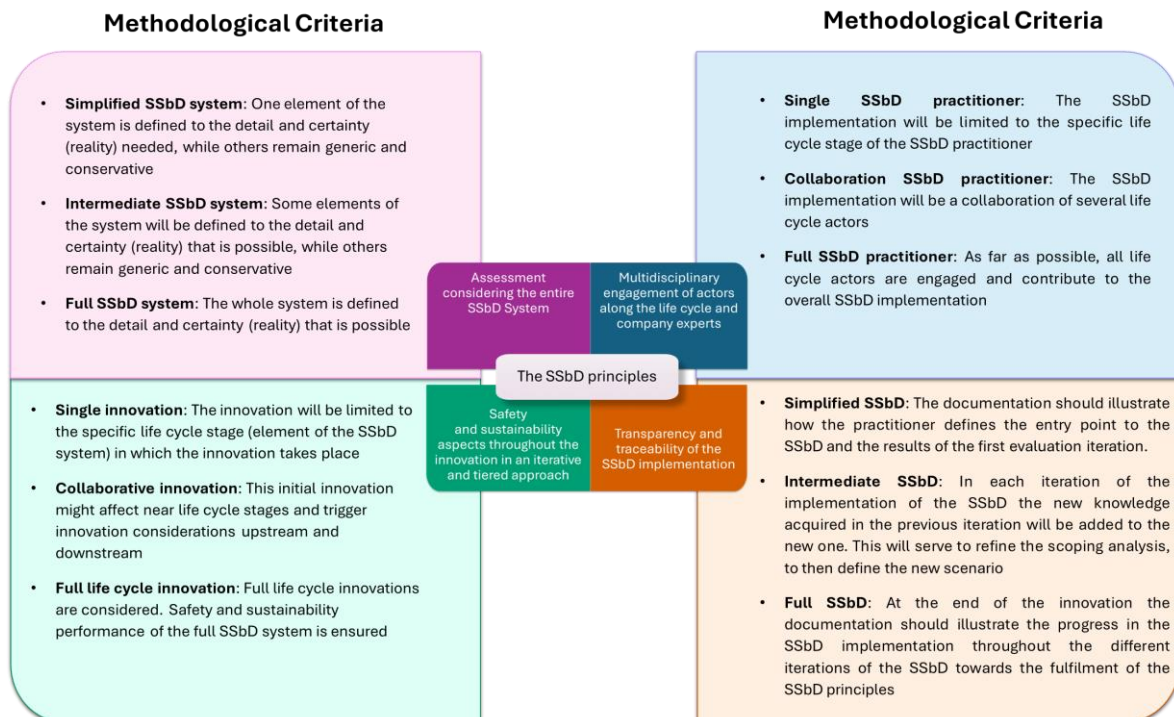 Methodological Criteria
• Simplified SSbD system: One element of the
system is defined to the detail and certainty
(reality) needed, while others remain generic and
conservative
• Intermediate SSbD system: Some elements of
the system will be defined to the detail and
certainty (reality) that is possible, while others
remain generic and conservative
• Full SSbD system: The whole system is defined
to the detail and certainty (reality) that is possible
Methodological Criteria
• Single SSbD practitioner: The SSbD
implementation will be limited to the specific life
cycle stage of the SSbD practitioner
• Collaboration SSbD practitioner: The SSbD
implementation will be a collaboration of several life
cycle actors
• Full SSbD practitioner: As far as possible, all life
cycle actors are engaged and contribute to the
overall SSbD implementation
Assessment
considering the entire
SSbD System
Multidisciplinary
engagement of actors
along the life cycle and
company experts
The SSbD principles
Safety
and sustainability
aspects throughout the
innovation in an iterative
and tiered approach
Transparency and
traceability of the
SSbD implementation
• Single innovation: The innovation will be limited to
the specific life cycle stage (element of the SSbD
system) in which the innovation takes place
• Collaborative innovation: This initial innovation
might affect near life cycle stages and trigger
innovation considerations upstream and
downstream
• Full life cycle innovation: Full life cycle innovations
are considered. Safety and sustainability
performance of the full SSbD system is ensured
• Simplified SSbD: The documentation should illustrate
how the practitioner defines the entry point to the
SSbD and the results of the first evaluation iteration.
• Intermediate SSbD: In each iteration of the
implementation of the SSbD the new knowledge
acquired in the previous iteration will be added to the
new one. This will serve to refine the scoping analysis,
to then define the new scenario
• Full SSbD: At the end of the innovation the
documentation should illustrate the progress in the
SSbD implementation throughout the different
iterations of the SSbD towards the fulfilment of the
SSbD principles